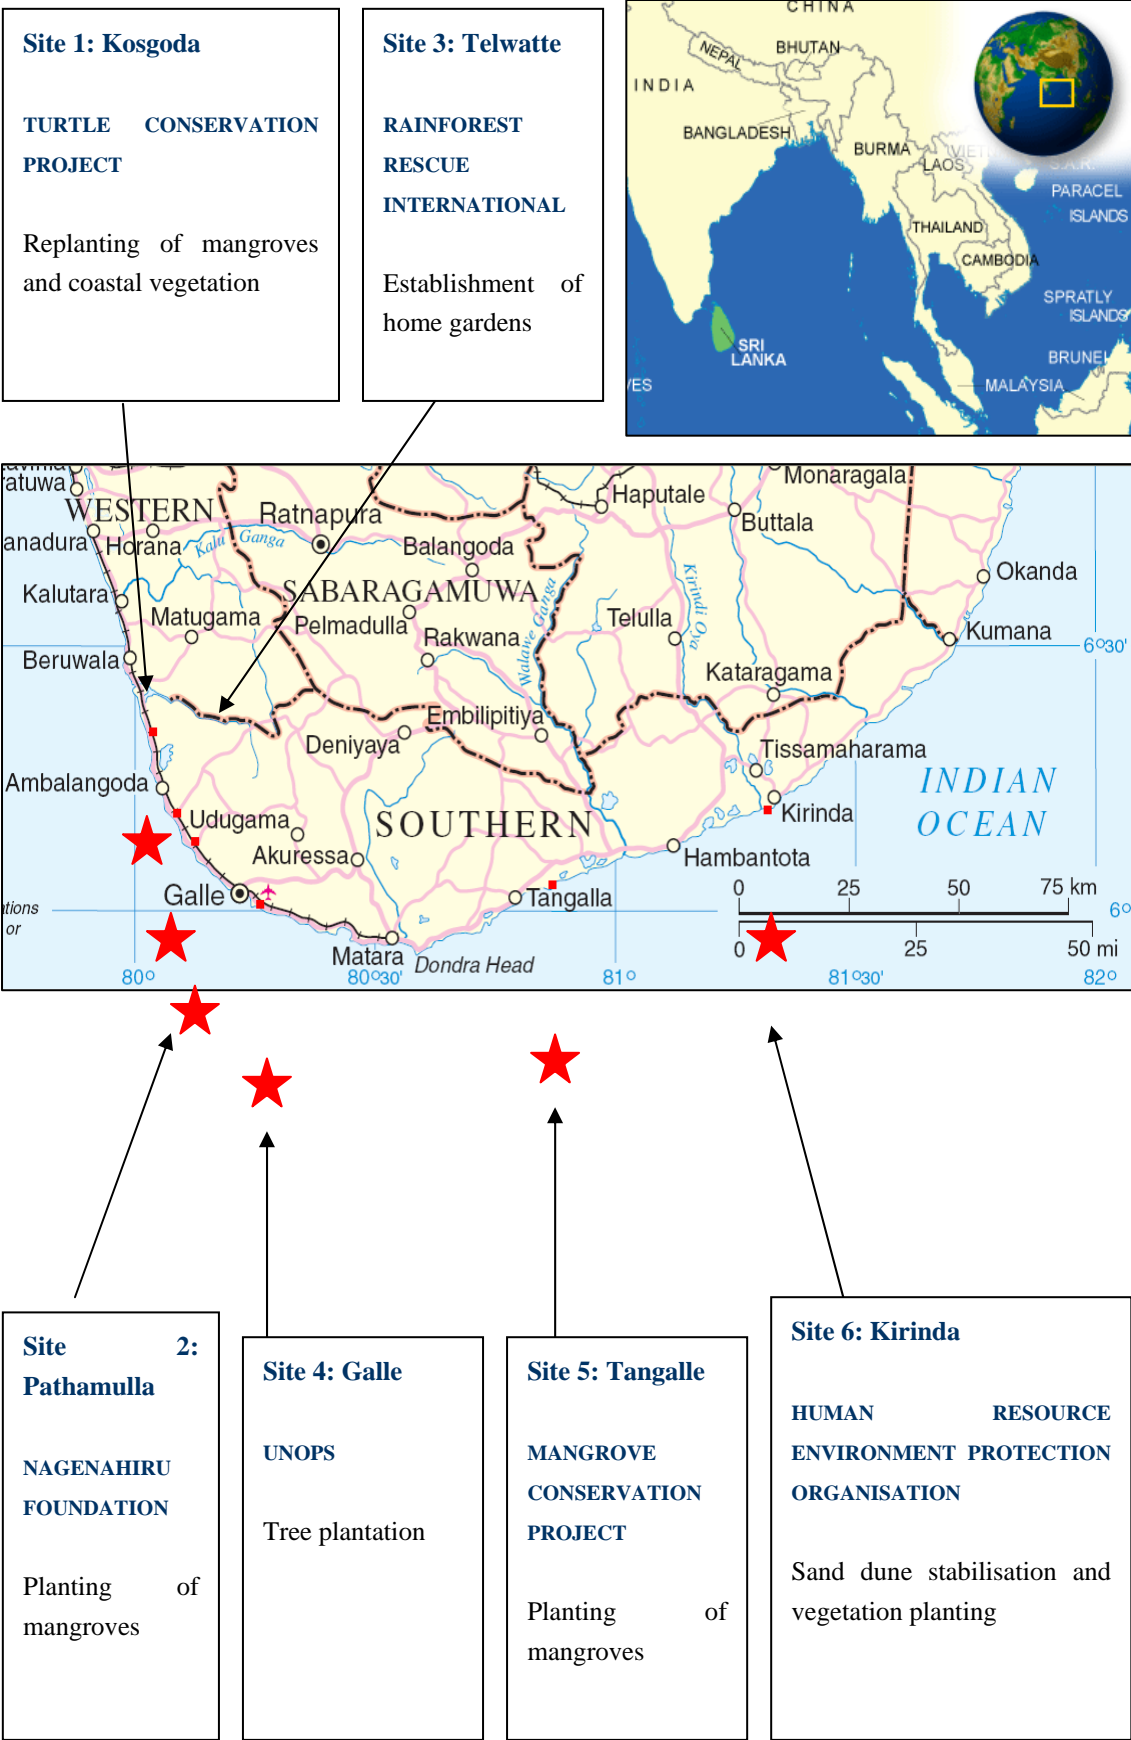 Site 1: Kosgoda
TURTLE CONSERVATION
PROJECT
Replanting of mangroves
and coastal vegetation
Site 3: Telwatte
RAINFOREST
RESCUE
INTERNATIONAL
Establishment of
home gardens
CHINA
NEPAL
BHUTAN
INDIA
BANGLADESH
BURMA
LAOS
VIET
S.A.R.
PARACEL
ISLANDS
THAILAND
CAMBODIA
SPRATLY
ISLANDS
SRI
LANKA
BRUNEI
VES
MALAYSIA
ratuwa
WESTERN
Ratnapura
Haputale
Monaragala
Buttala
anadura
Horana
Kalu Ganga
Balangoda
Okanda
Kalutara
SABARAGAMUWA
Matugama
Pelmadulla
Rakwana
Walawe Ganga
Telulla
Kirindi Oya
Kumana
6°30'
Beruwala
Kataragama
Embilipitiya
Deniyaya
Tissamaharama
Ambalangoda
INDIAN
OCEAN
Udugama
SOUTHERN
Kirinda
Akuressa
Hambantota
Galle
Tangalla
0 25 50 75 km
6°
0 25 50 mi
tions
or
Matara
Dondra Head
80° 80°30' 81° 81°30' 82°
Site 2:
Pathamulla
NAGENAHIRU
FOUNDATION
Planting of
mangroves
Site 4: Galle
UNOPS
Tree plantation
Site 5: Tangalle
MANGROVE
CONSERVATION
PROJECT
Planting of
mangroves
Site 6: Kirinda
HUMAN RESOURCE
ENVIRONMENT PROTECTION
ORGANISATION
Sand dune stabilisation and
vegetation planting